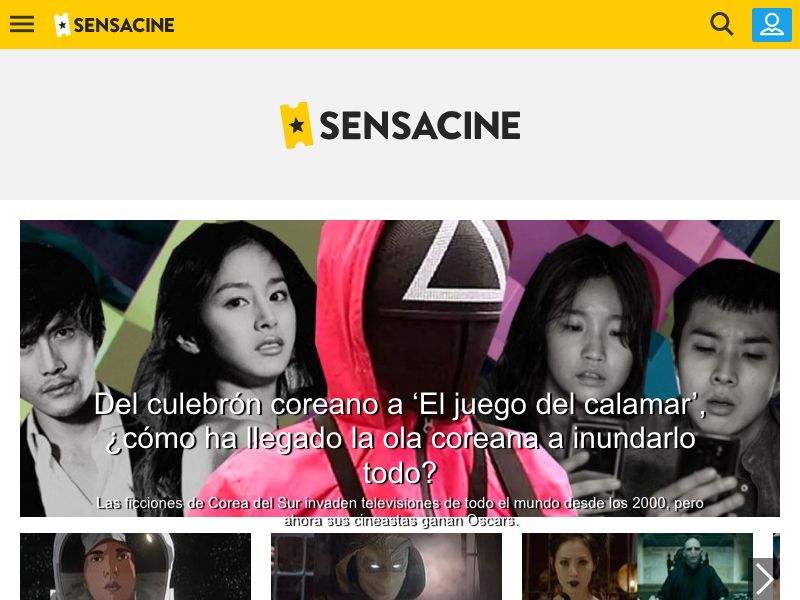 SENSACINE
SENSACINE
Del culebrón coreano a ‘El juego del calamar’,
¿cómo ha llegado la ola coreana a inundarlo
todo?
Las ficciones de Corea del Sur invaden televisiones de todo el mundo desde los 2000, pero
ahora sus cineastas ganan Oscars.